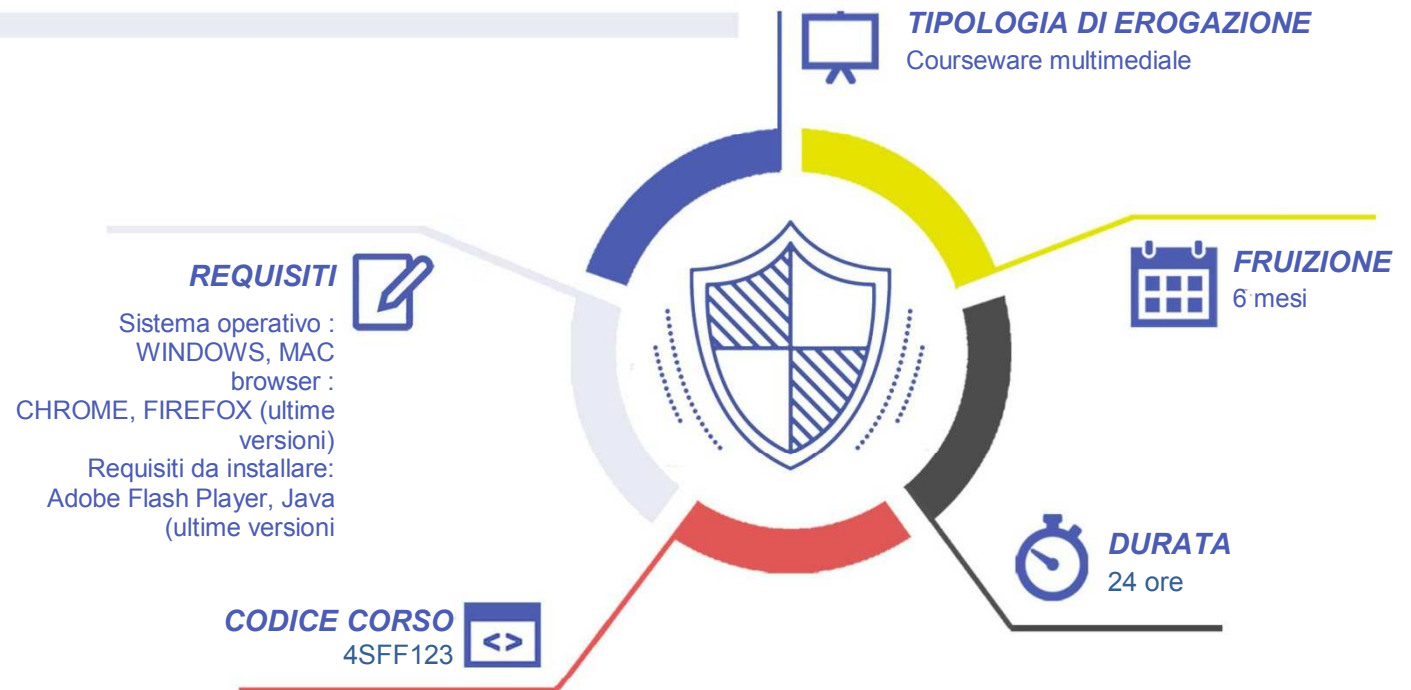 TIPOLOGIA DI EROGAZIONE
Courseware multimediale
FRUIZIONE
6 mesi
REQUISITI
Sistema operativo :
WINDOWS, MAC
browser :
CHROME, FIREFOX (ultime
versioni)
Requisiti da installare:
Adobe Flash Player, Java
(ultime versioni
DURATA
24 ore
CODICE CORSO
4SFF123
<>